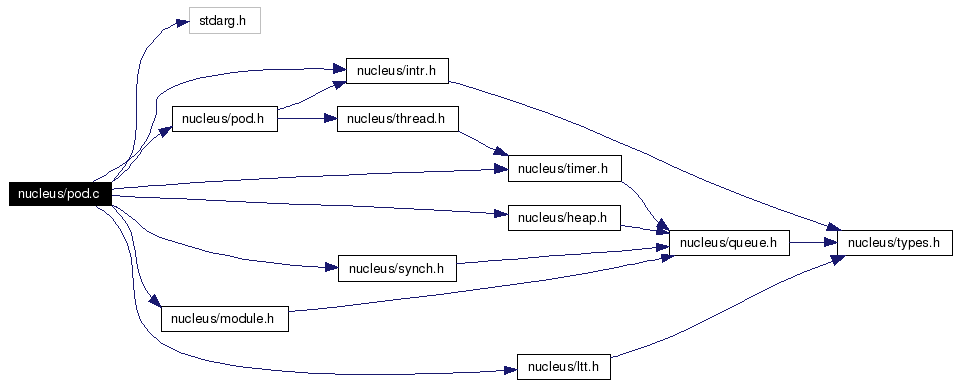 stdarg.h
nucleus/intr.h
nucleus/pod.h
nucleus/thread.h
nucleus/timer.h
nucleus/pod.c
nucleus/heap.h
nucleus/queue.h
nucleus/types.h
nucleus/synch.h
nucleus/module.h
nucleus/ltt.h